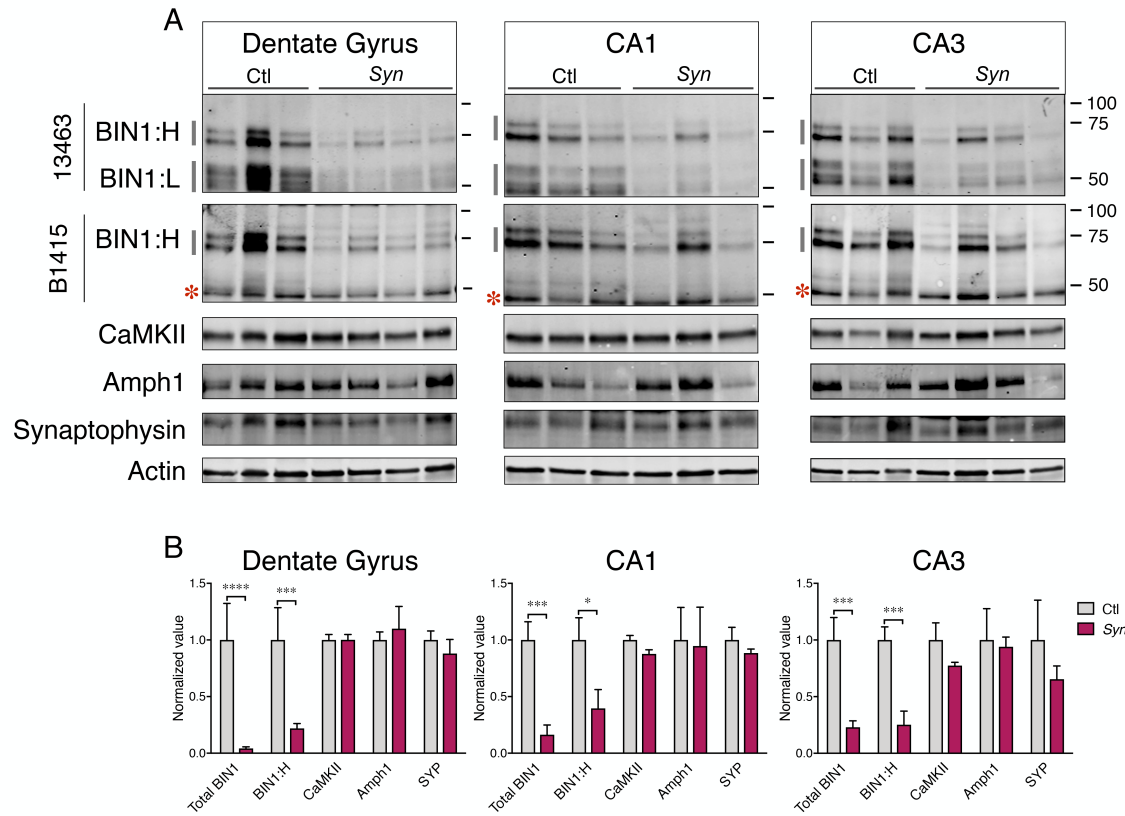 A
Dentate Gyrus
Ctl Syn
CA1
Ctl Syn
CA3
Ctl Syn
13463
BIN1:H
BIN1:L
100
75
50
B1415
BIN1:H
*
*
*
100
75
50
CaMKII
Amph1
Synaptophysin
Actin
B
Dentate Gyrus
Normalized value
1.5
1.0
0.5
0.0
**** ***
Total BIN1
BIN1:H
CaMKII
Amph1
SYP
CA1
Normalized value
1.5
1.0
0.5
0.0
*** *
Total BIN1
BIN1:H
CaMKII
Amph1
SYP
CA3
Normalized value
1.5
1.0
0.5
0.0
*** ***
Total BIN1
BIN1:H
CaMKII
Amph1
SYP
Ctl
Syn